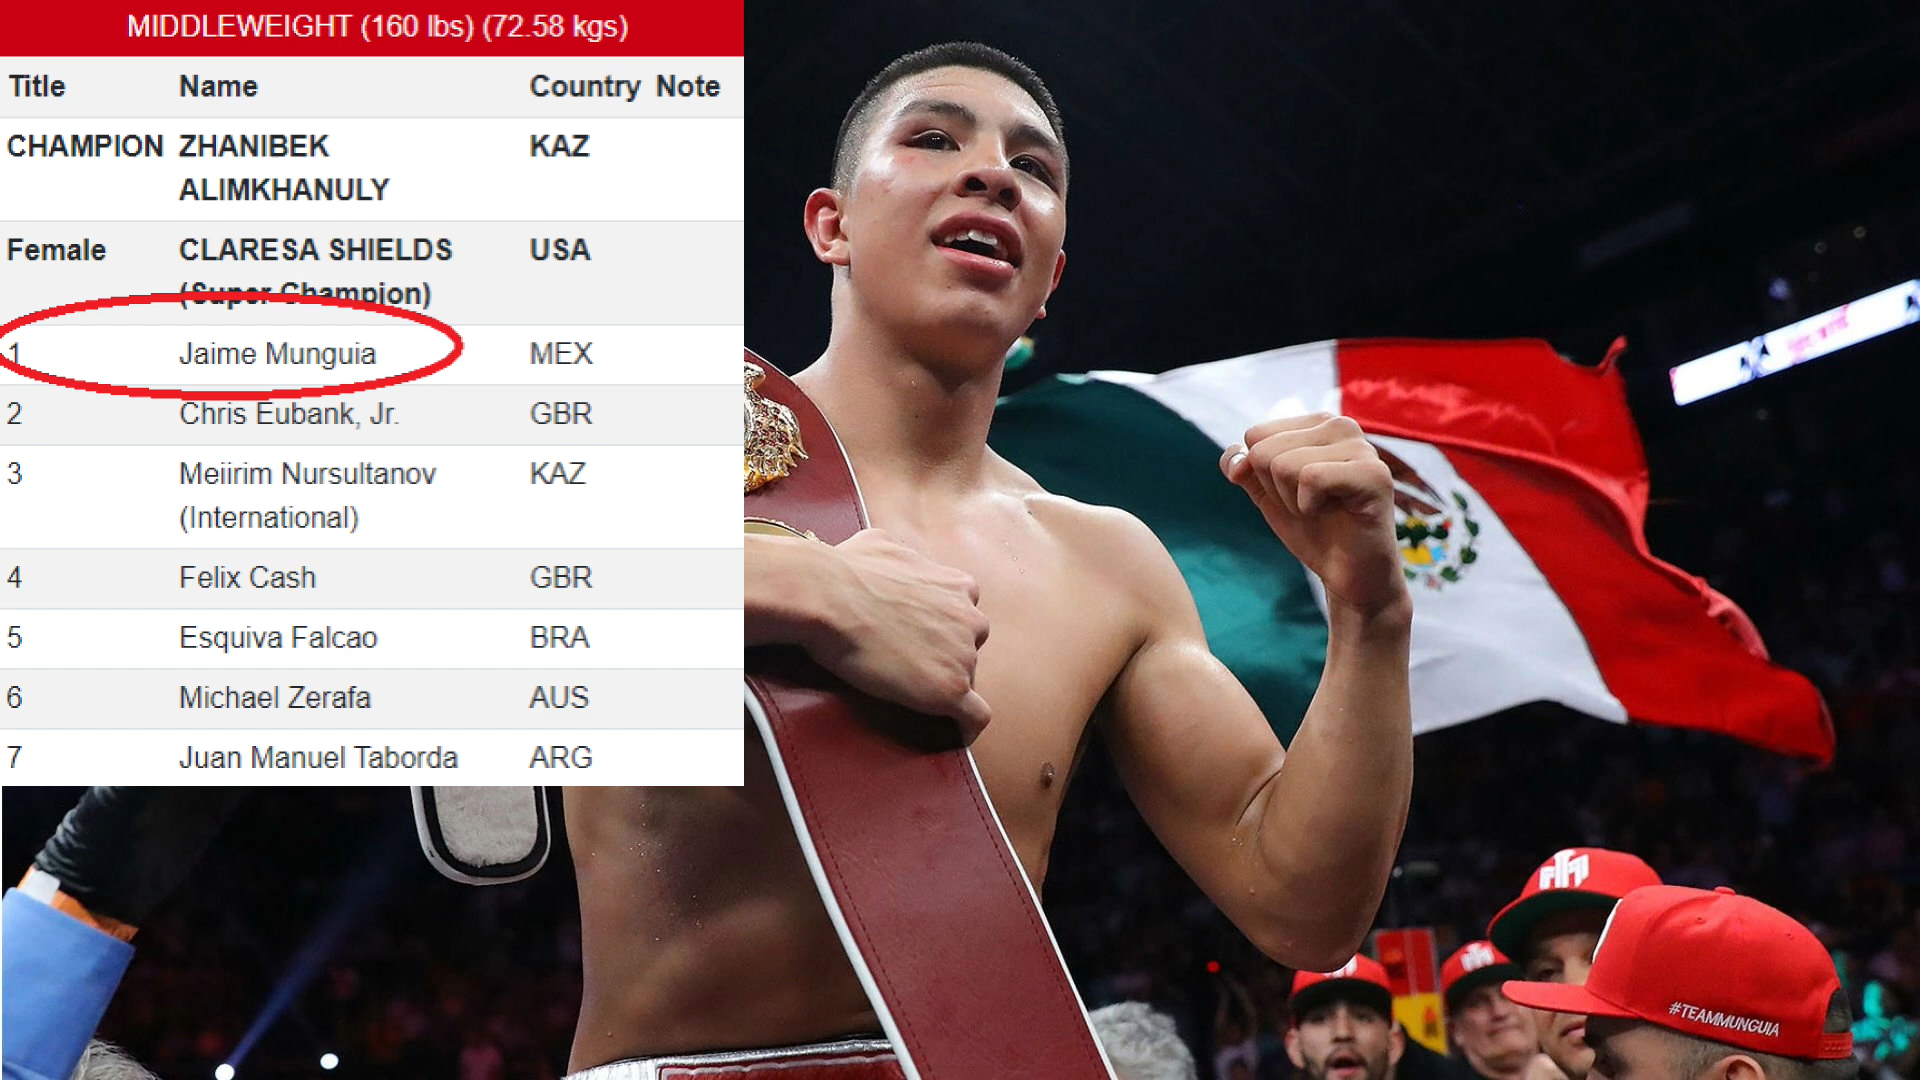 MIDDLEWEIGHT (160 lbs) (72.58 kgs)
Title Name Country Note
CHAMPION ZHANIBEK ALIMKHANULY KAZ
Female CLARESA SHIELDS (Super Champion) USA
1 Jaime Munguia MEX
2 Chris Eubank, Jr. GBR
3 Meiirim Nursultanov (International) KAZ
4 Felix Cash GBR
5 Esquiva Falcao BRA
6 Michael Zerafa AUS
7 Juan Manuel Taborda ARG
#TEAMMUNGUIA